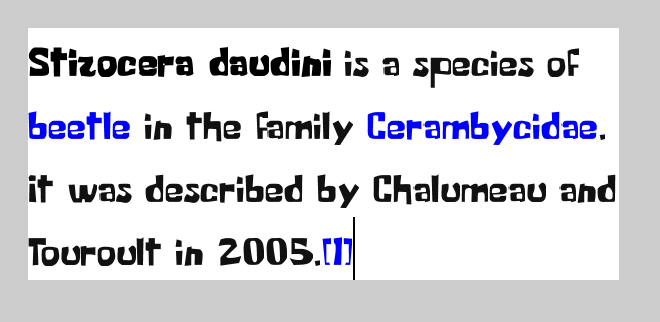 Stizocera daudini is a species of
beetle in the family Cerambycidae.
it was described by Chalumeau and
Touroult in 2005.[1]